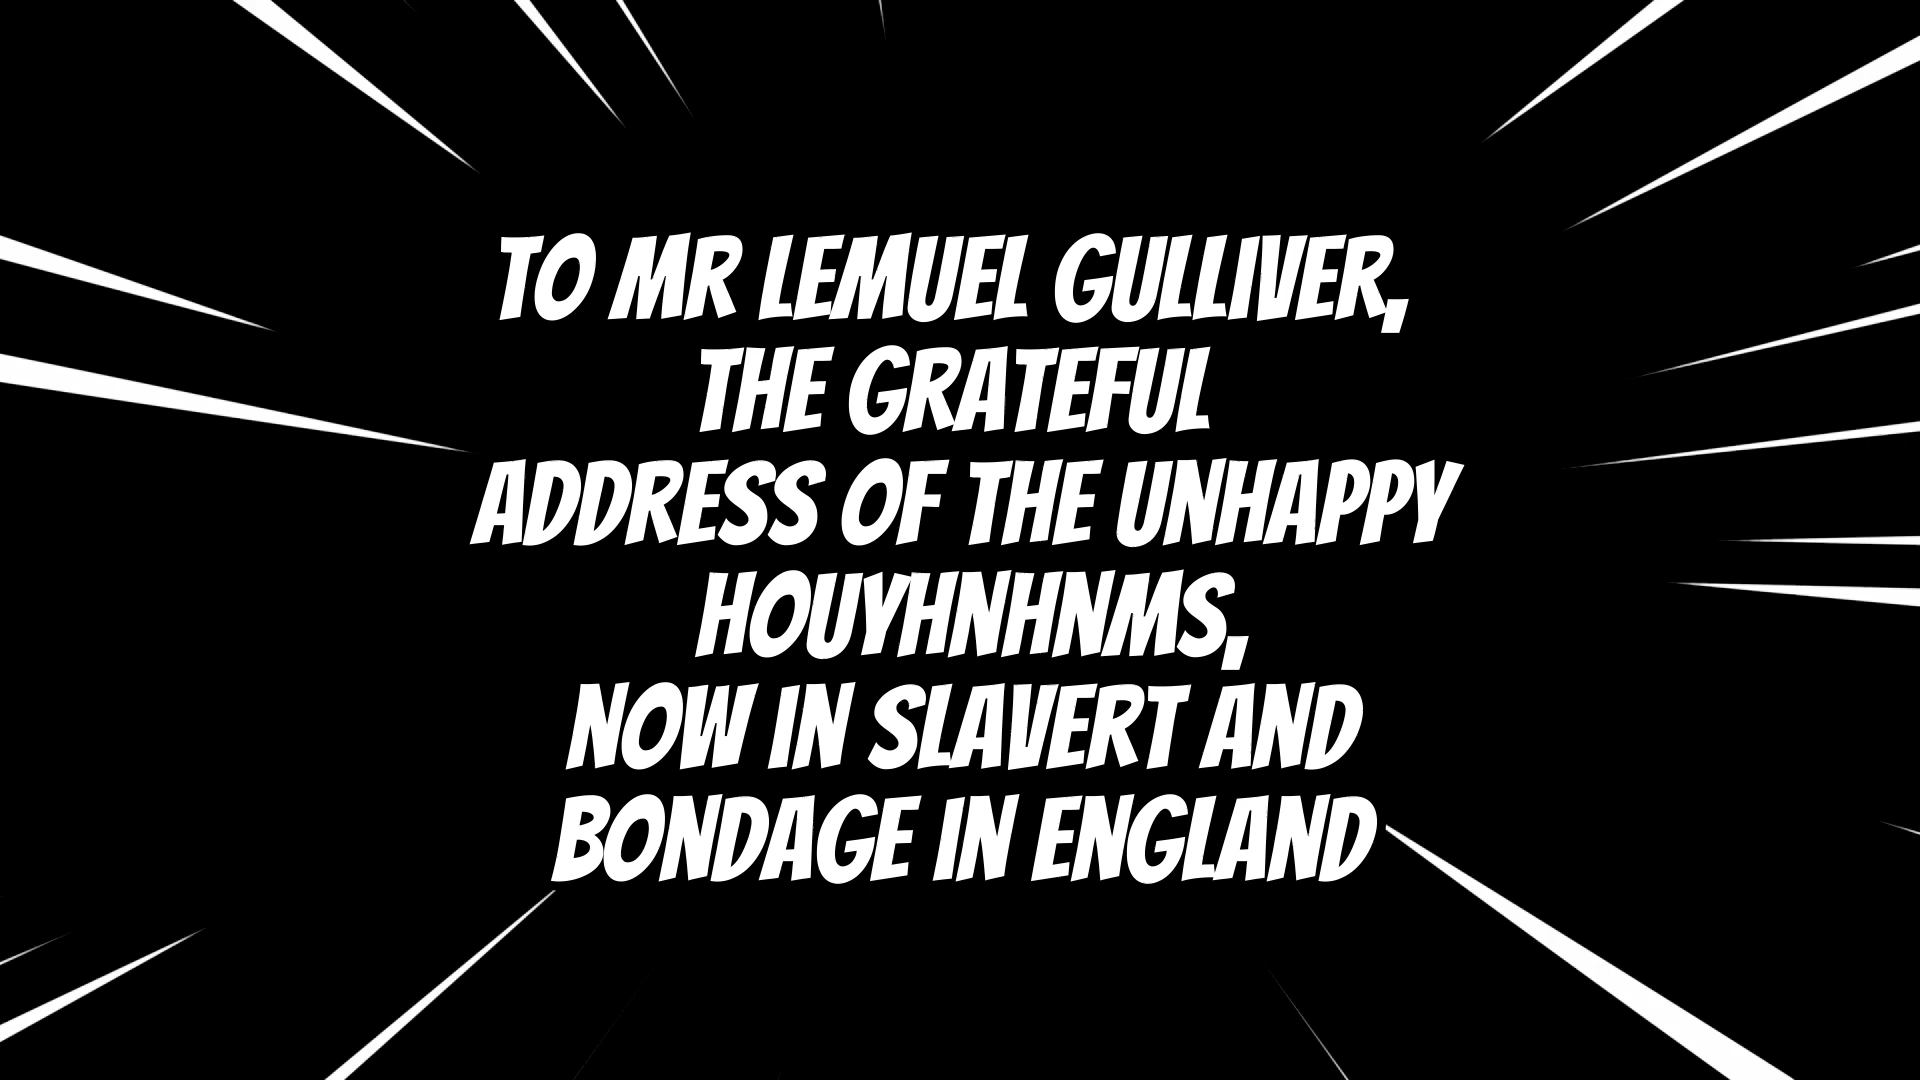 TO MR LEMUEL GULLIVER,
THE GRATEFUL
ADDRESS OF THE UNHAPPY
HOUYHNHNMS,
NOW IN SLAVERT AND
BONDAGE IN ENGLAND